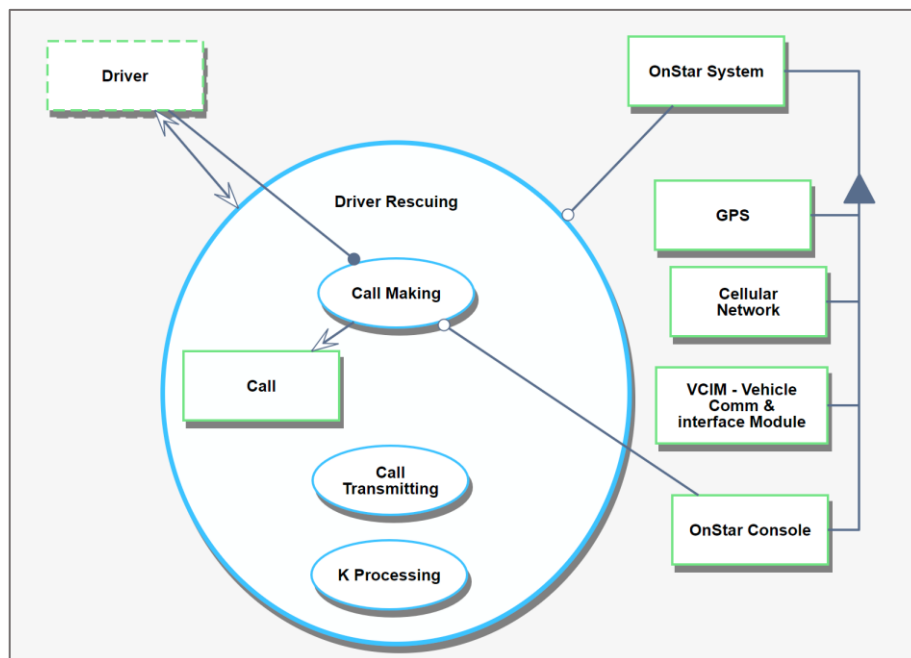 Driver
OnStar System
Driver Rescuing
GPS
Call Making
Cellular
Network
Call
VCIM - Vehicle
Comm &
interface Module
Call
Transmitting
OnStar Console
K Processing